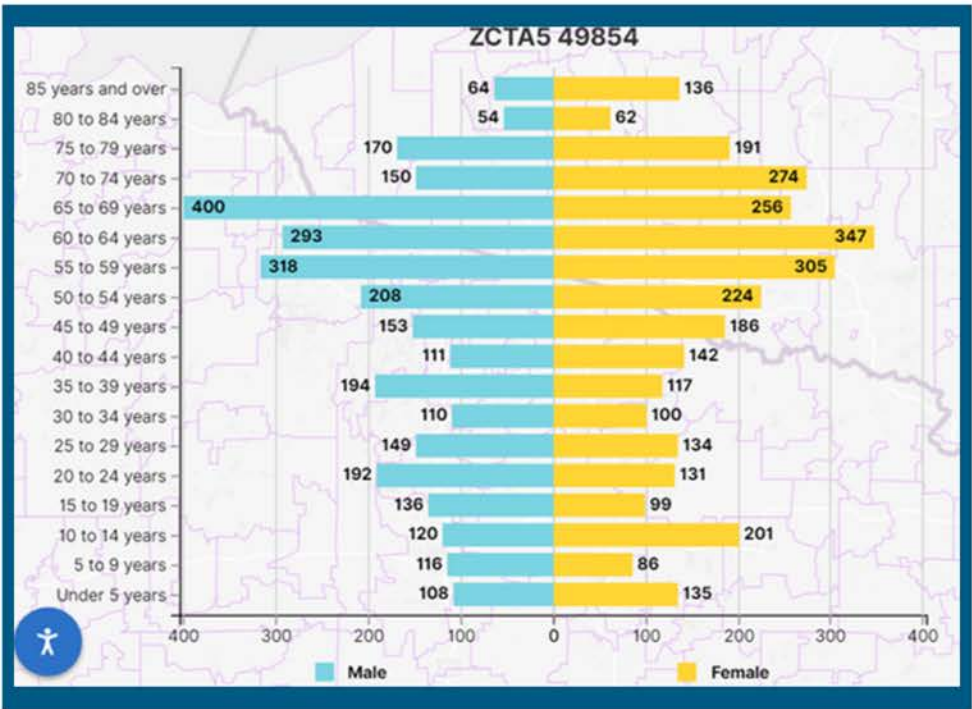 ZCTA5 49854
85 years and over 64 136
80 to 84 years 54 62
75 to 79 years 170 191
70 to 74 years 150 274
65 to 69 years 400 256
60 to 64 years 293 347
55 to 59 years 318 305
50 to 54 years 208 224
45 to 49 years 153 186
40 to 44 years 111 142
35 to 39 years 194 117
30 to 34 years 110 100
25 to 29 years 149 134
20 to 24 years 192 131
15 to 19 years 136 99
10 to 14 years 120 201
5 to 9 years 116 86
Under 5 years 108 135
400 300 200 100 0 100 200 300 400
Male Female